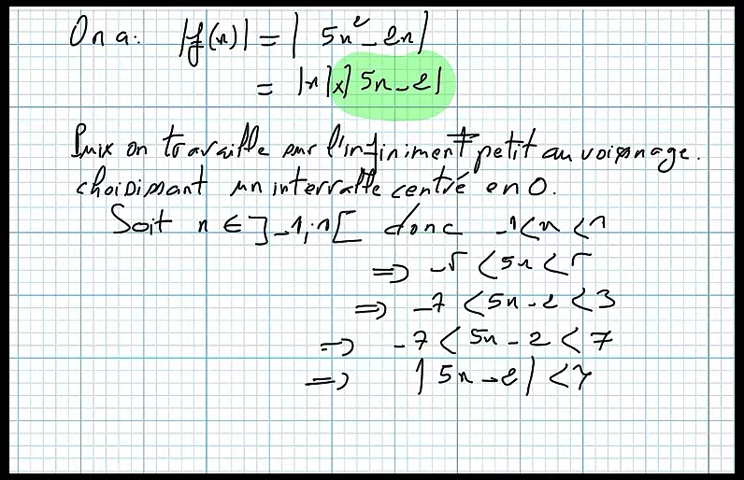 On a: |f(x)| = | 5x² - 2x |
= |x| x | 5x - 2 |
Puix on travaille sur l'infiniment petit au voisinage.
choisissant un intervalle centré en 0.
Soit x ∈ ]-1; 1[ donc -1 < x < 1
=> -5 < 5x < 5
=> -7 < 5x - 2 < 3
=> -7 < 5x - 2 < 7
=> | 5x - 2 | < 7